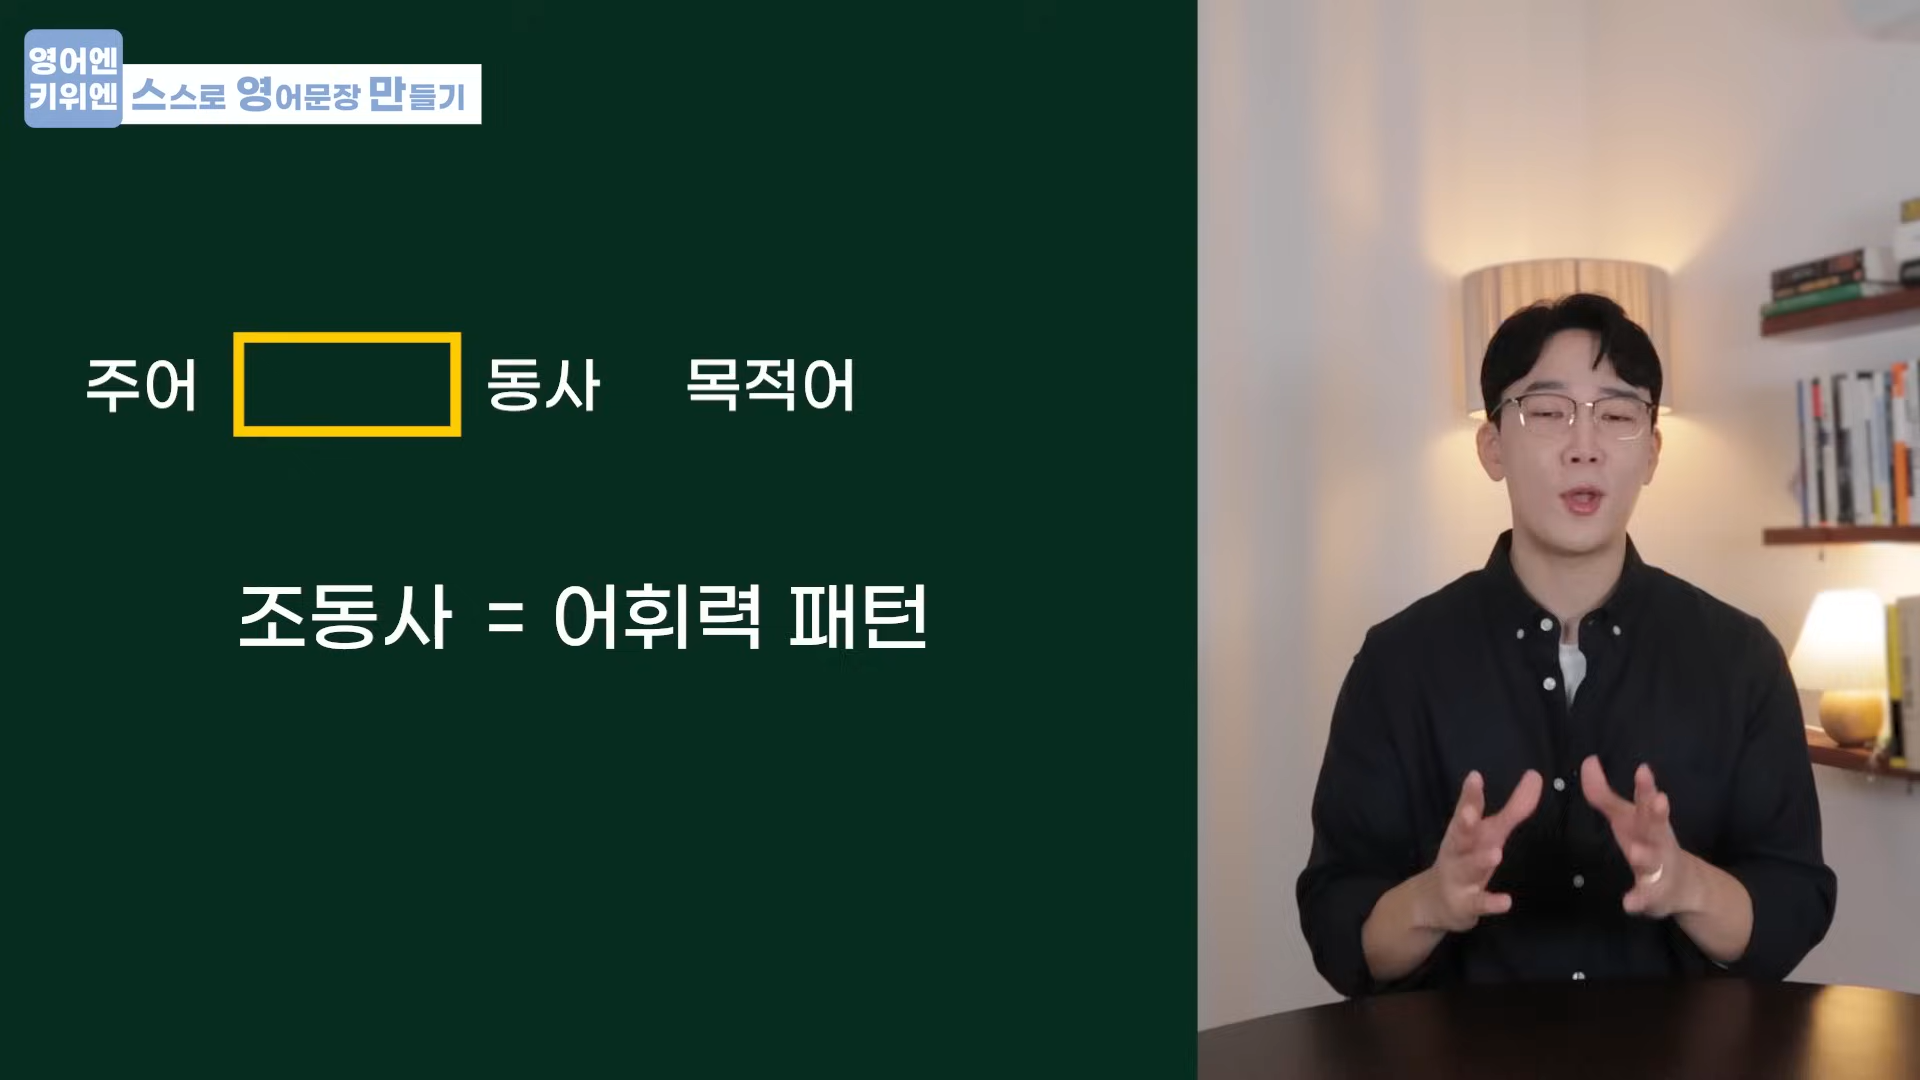 영어엔
키위엔
스스로 영어문장 만들기
주어 동사 목적어
조동사 = 어휘력 패턴